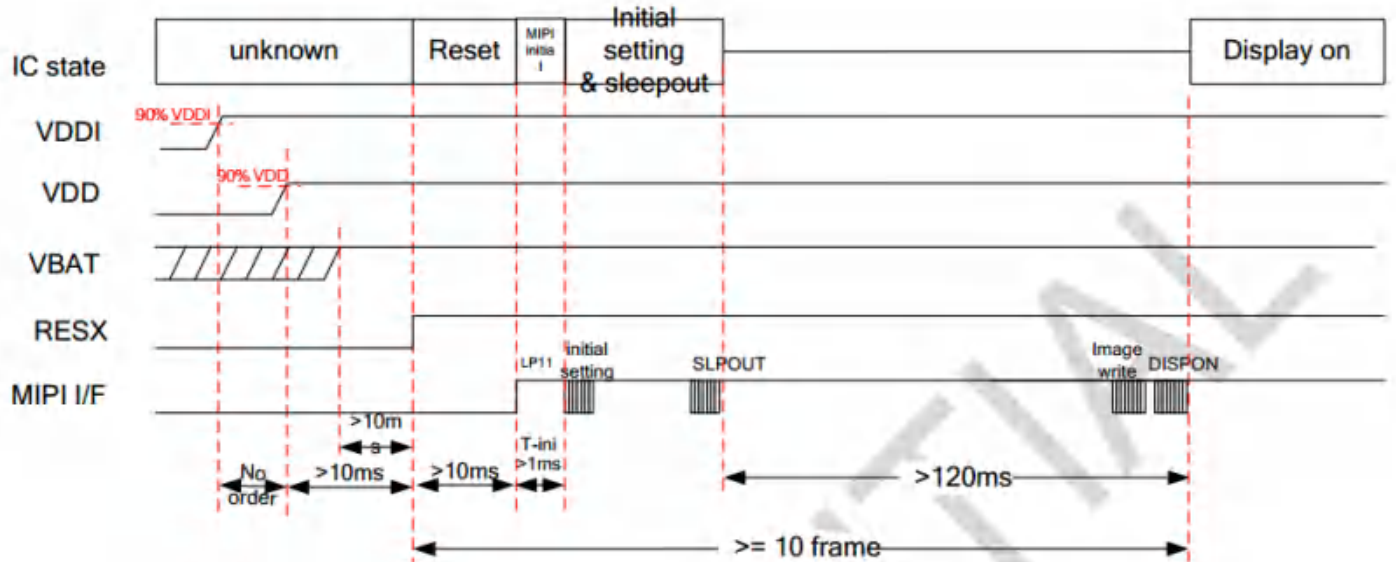 IC state
unknown
Reset
MIPI
initia
l
Initial
setting
& sleepout
Display on
90% VDDI
VDDI
90% VDD
VDD
VBAT
RESX
MIPI I/F
LP11
initial
setting
SLPOUT
Image
write
DISPON
>10m
s
No
order
>10ms
>10ms
T-ini
>1ms
>120ms
>= 10 frame